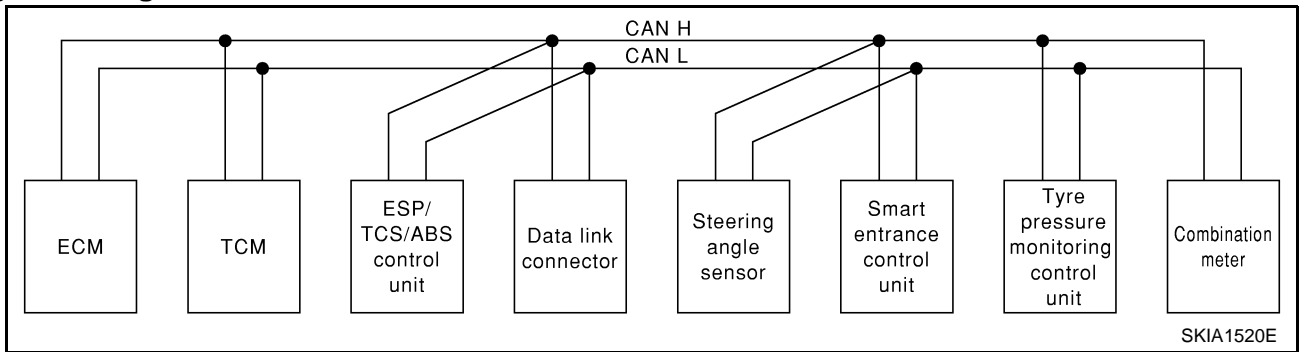 CAN H
CAN L
ECM
TCM
ESP/
TCS/ABS
control
unit
Data link
connector
Steering
angle
sensor
Smart
entrance
control
unit
Tyre
pressure
monitoring
control
unit
Combination
meter
SKIA1520E